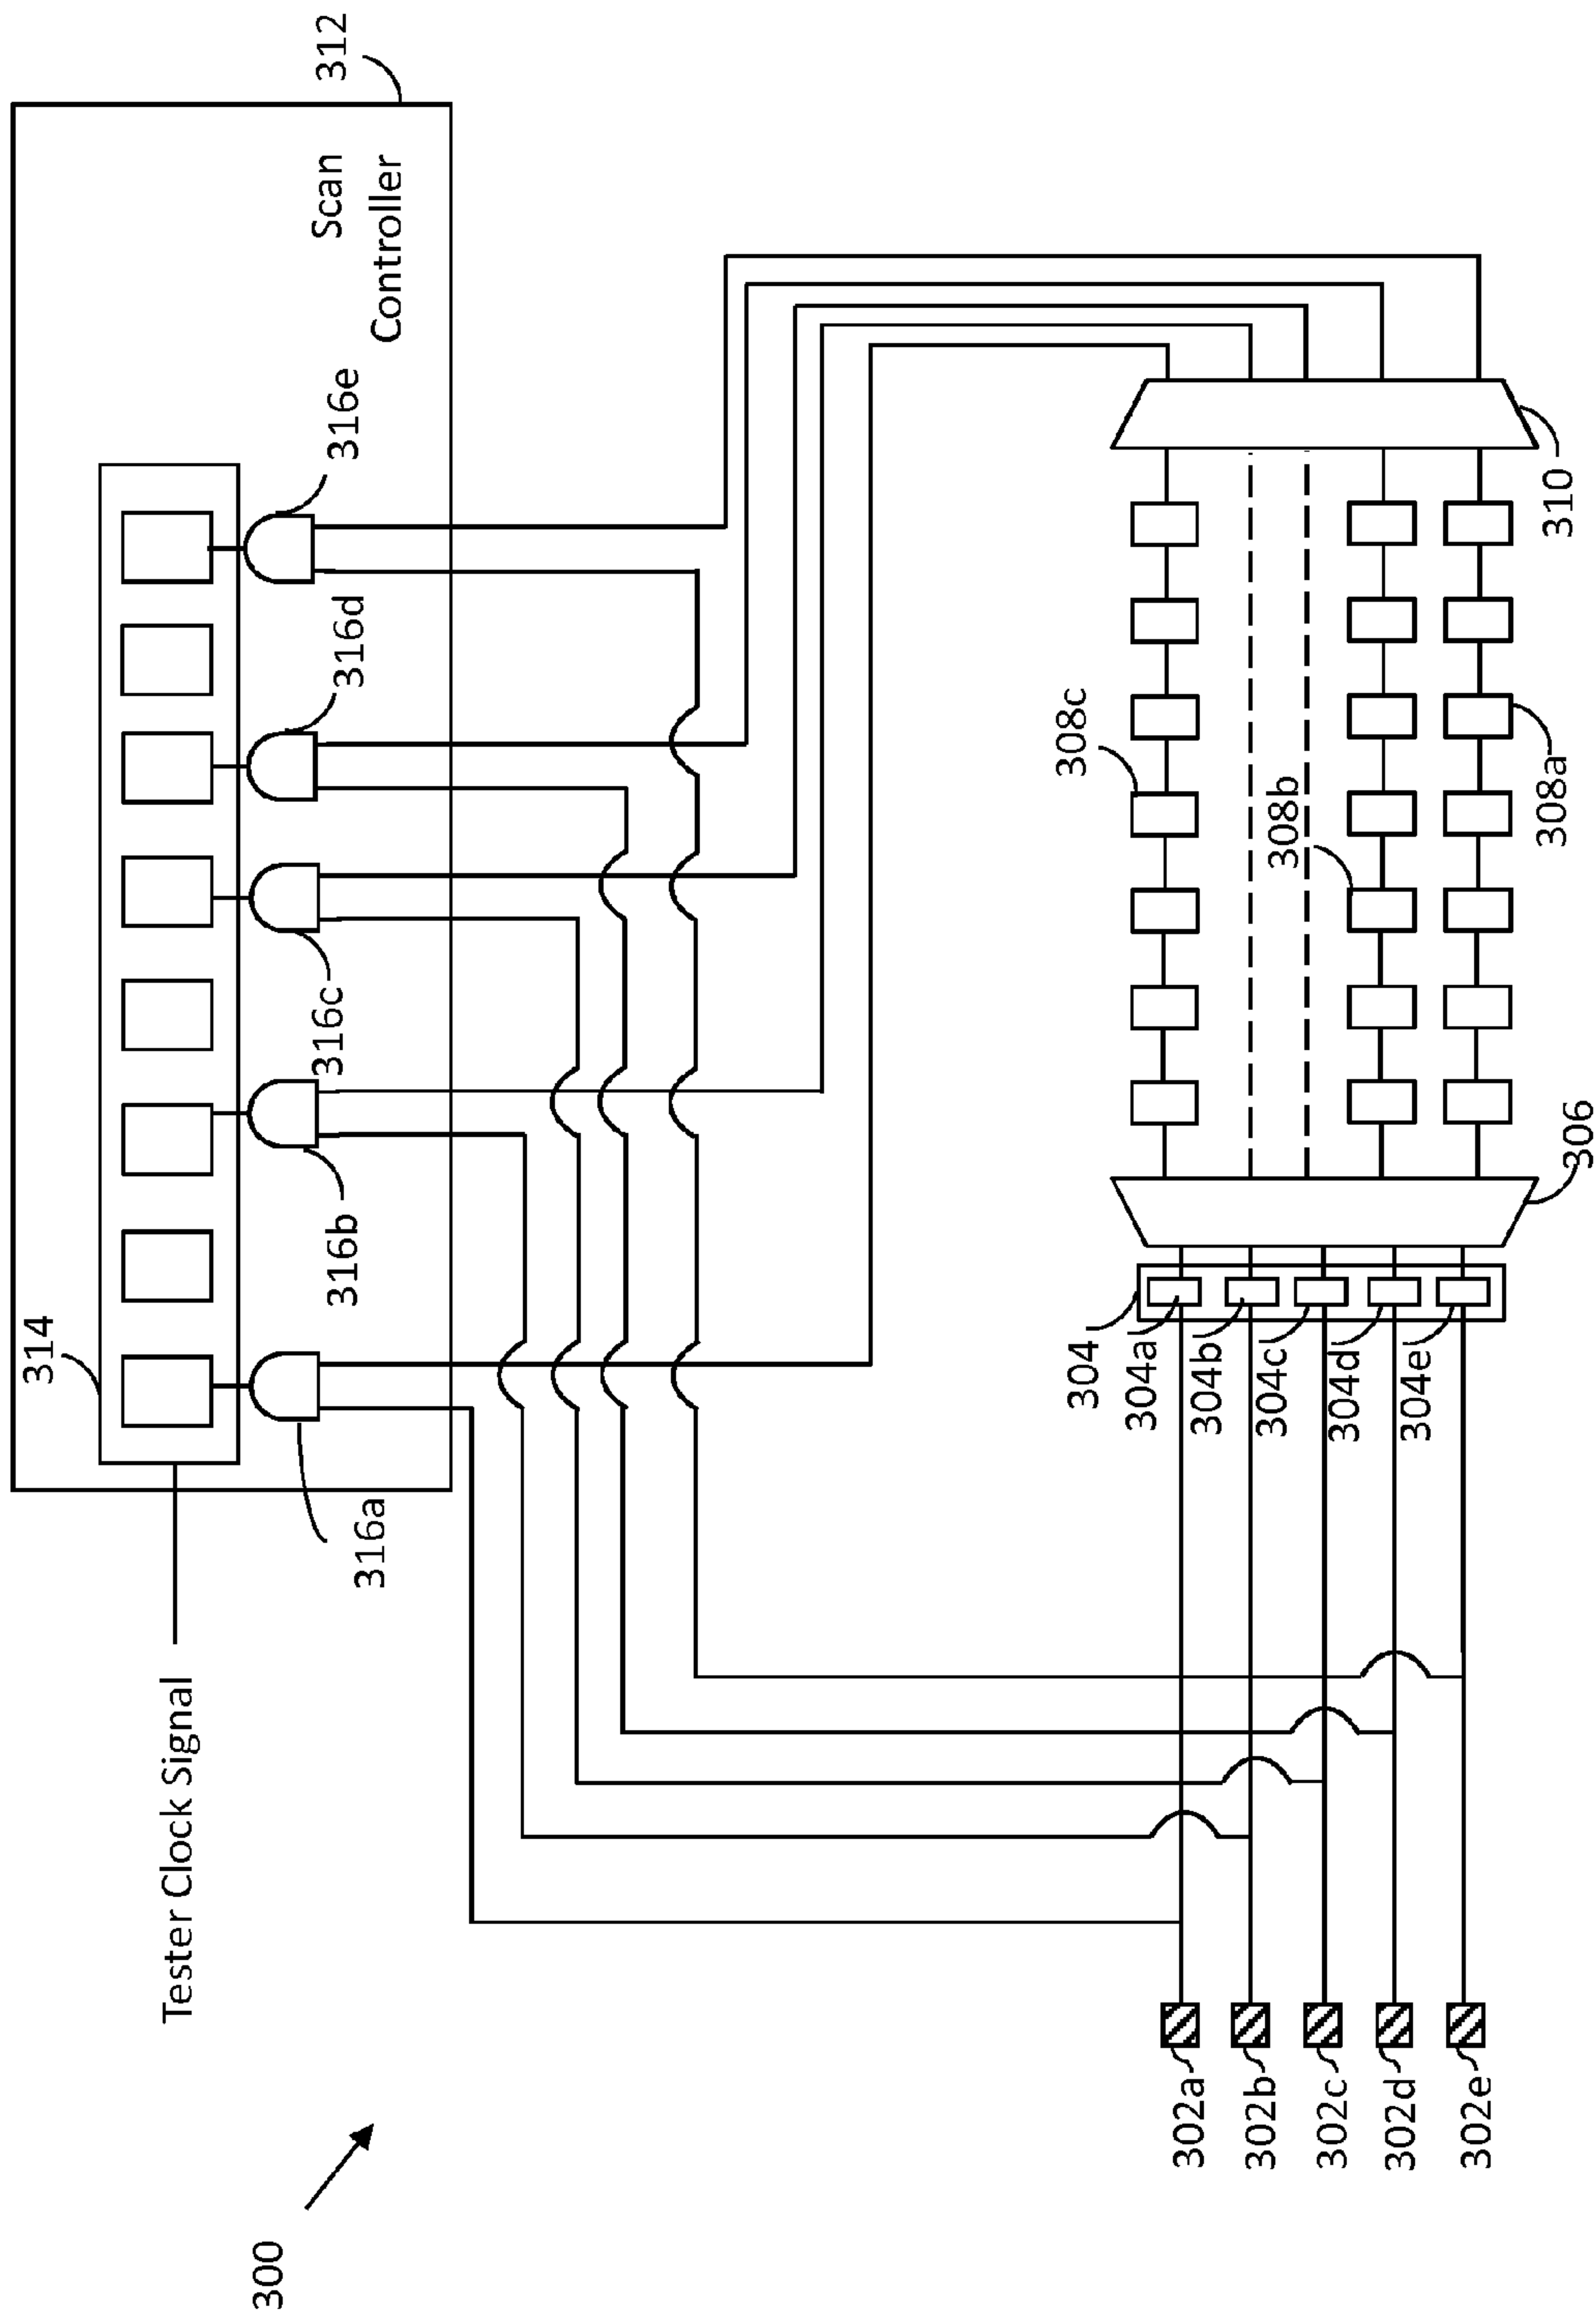 300
Tester Clock Signal
314
312
Scan
Controller
316a
316b
316c
316d
316e
304
304a
304b
304c
304d
304e
308c
308b
308a
302a
302b
302c
302d
302e
306
310